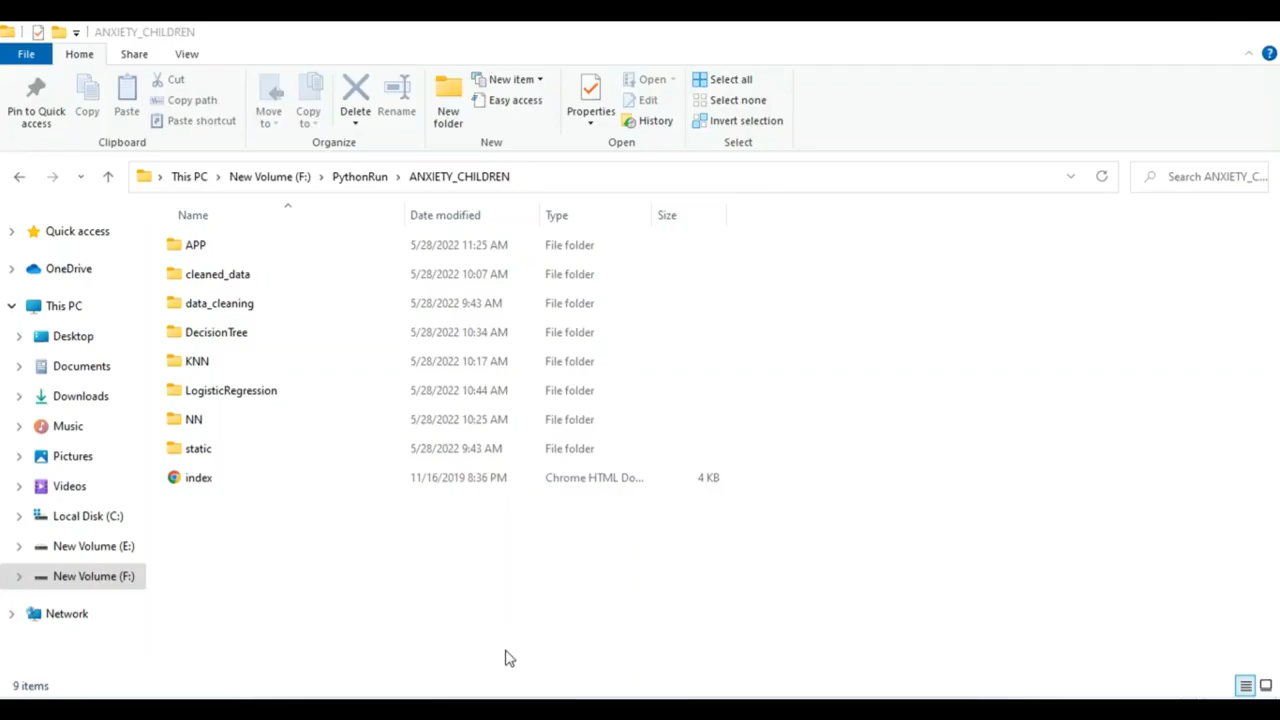 ANXIETY_CHILDREN
File Home Share View
Pin to Quick access
Copy
Paste
Cut
Copy path
Paste shortcut
Clipboard
Move to
Copy to
Delete
Rename
Organize
New folder
New item
Easy access
New
Properties
Open
Edit
History
Open
Select all
Select none
Invert selection
Select
This PC > New Volume (F:) > PythonRun > ANXIETY_CHILDREN
Search ANXIETY_C...
Quick access
OneDrive
This PC
Desktop
Documents
Downloads
Music
Pictures
Videos
Local Disk (C:)
New Volume (E:)
New Volume (F:)
Network
Name Date modified Type Size
APP 5/28/2022 11:25 AM File folder
cleaned_data 5/28/2022 10:07 AM File folder
data_cleaning 5/28/2022 9:43 AM File folder
DecisionTree 5/28/2022 10:34 AM File folder
KNN 5/28/2022 10:17 AM File folder
LogisticRegression 5/28/2022 10:44 AM File folder
NN 5/28/2022 10:25 AM File folder
static 5/28/2022 9:43 AM File folder
index 11/16/2019 8:36 PM Chrome HTML Do... 4 KB
9 items